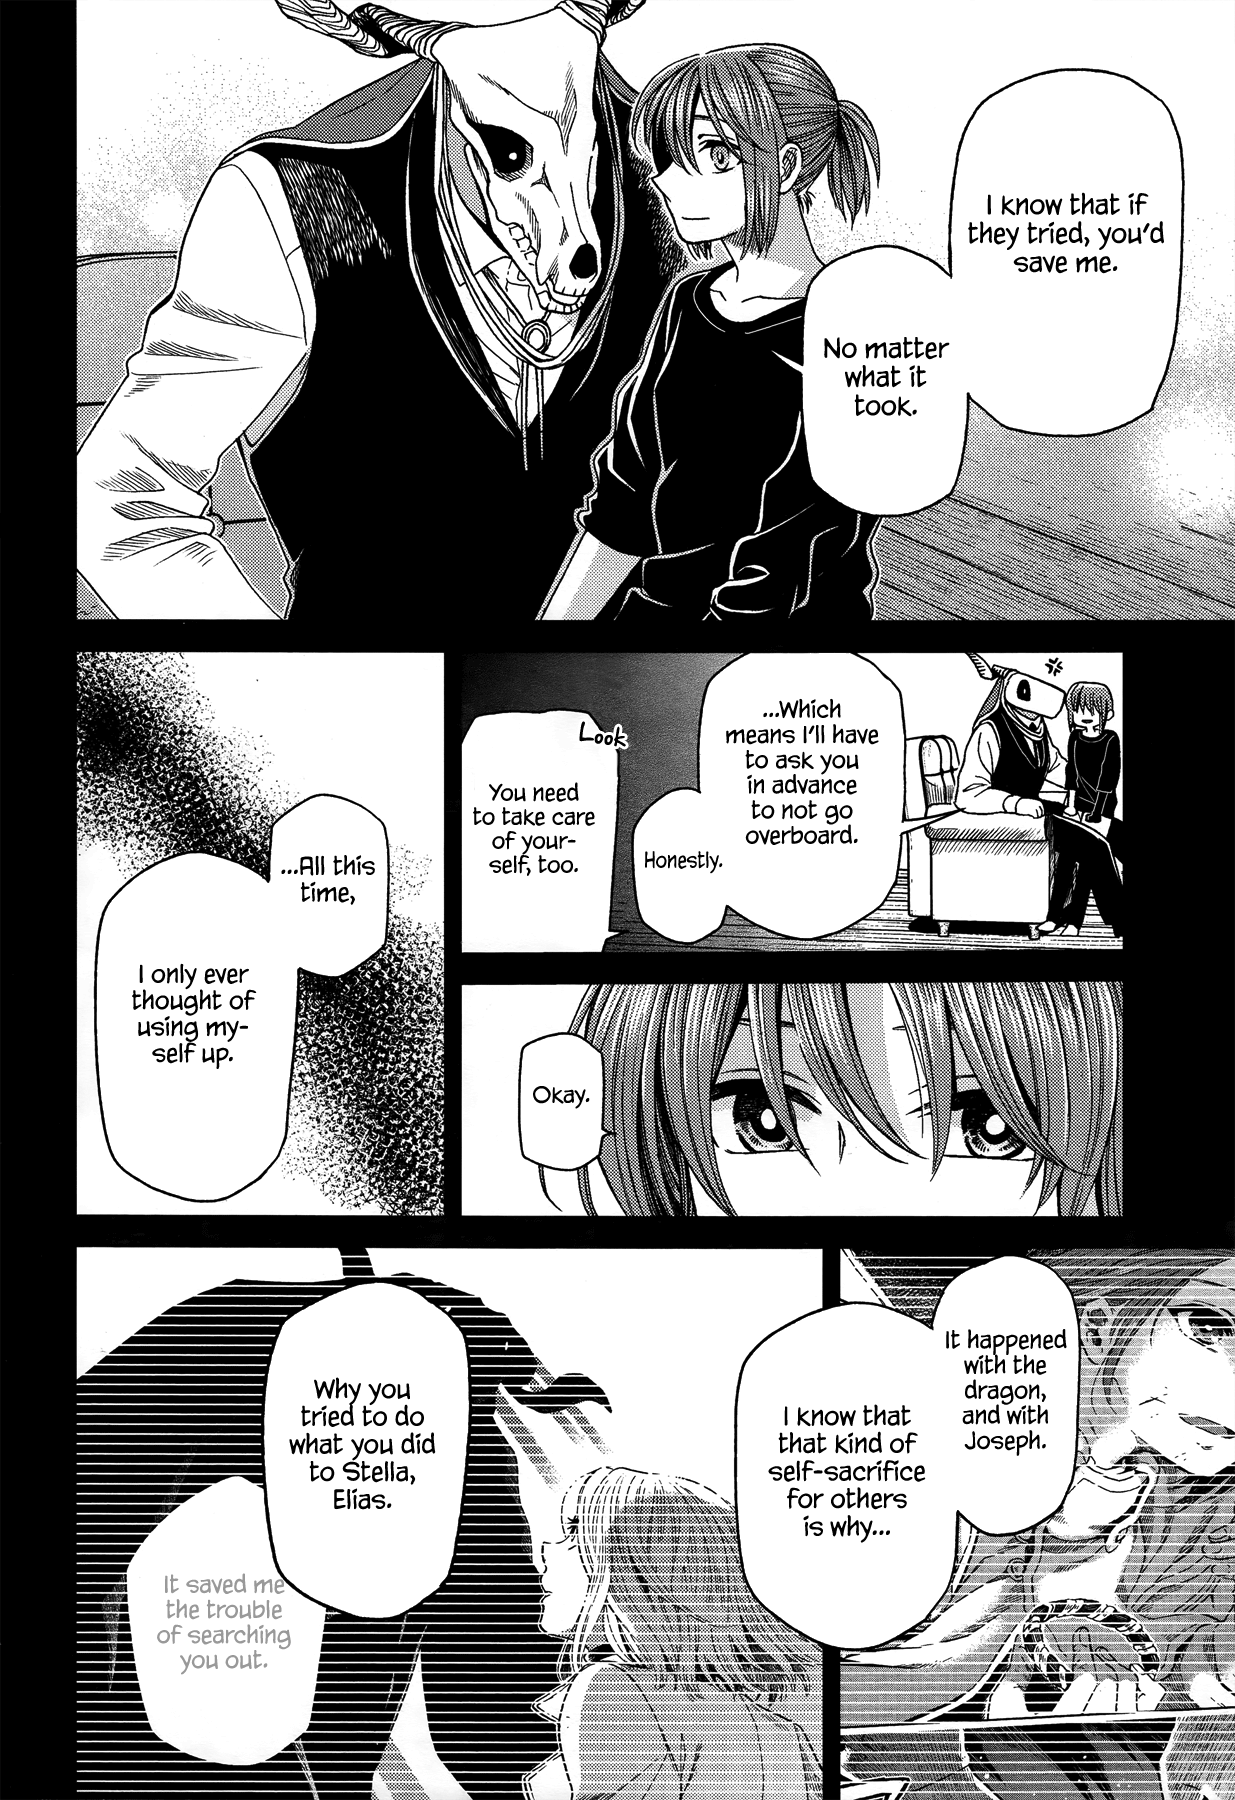 I know that if
they tried, you'd
save me.
No matter
what it
took.
...Which
means I'll have
to ask you
in advance
to not go
overboard.
Honestly.
Look
You need
to take care
of your-
self, too.
Okay.
...All this
time,
I only ever
thought of
using my-
self up.
It happened
with the
dragon,
and with
Joseph.
I know that
that kind of
self-sacrifice
for others
is why...
Why you
tried to do
what you did
to Stella,
Elias.
It saved me
the trouble
of searching
you out.